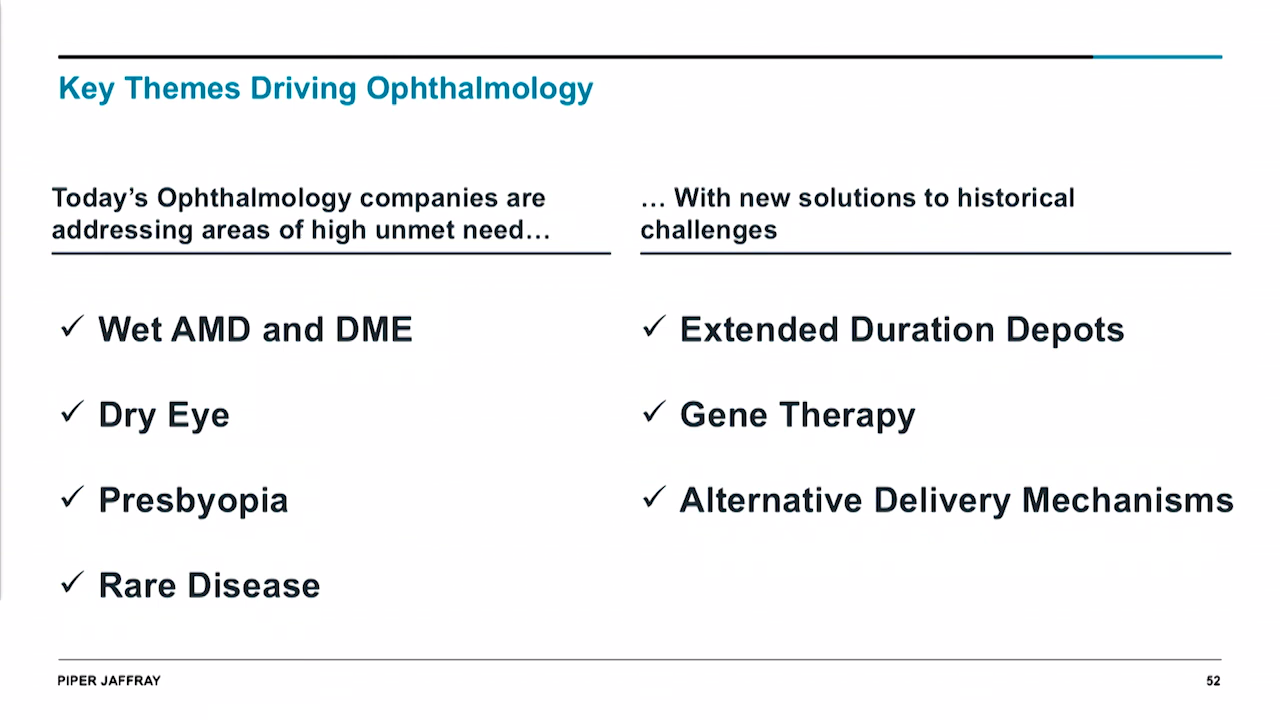 Key Themes Driving Ophthalmology
Today’s Ophthalmology companies are
addressing areas of high unmet need…
✓ Wet AMD and DME
✓ Dry Eye
✓ Presbyopia
✓ Rare Disease
… With new solutions to historical
challenges
✓ Extended Duration Depots
✓ Gene Therapy
✓ Alternative Delivery Mechanisms
PIPER JAFFRAY
52